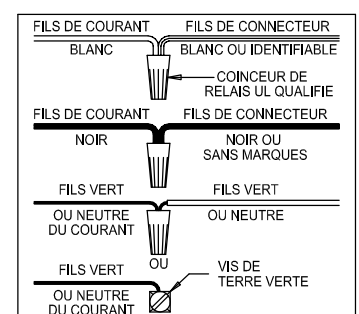 FILS DE COURANT FILS DE CONNECTEUR
BLANC BLANC OU IDENTIFIABLE
COINCEUR DE
RELAIS UL QUALIFIE
FILS DE COURANT FILS DE CONNECTEUR
NOIR NOIR OU
SANS MARQUES
FILS VERT FILS VERT
OU NEUTRE OU NEUTRE
DU COURANT
OU
FILS VERT VIS DE
TERRE VERTE
OU NEUTRE
DU COURANT